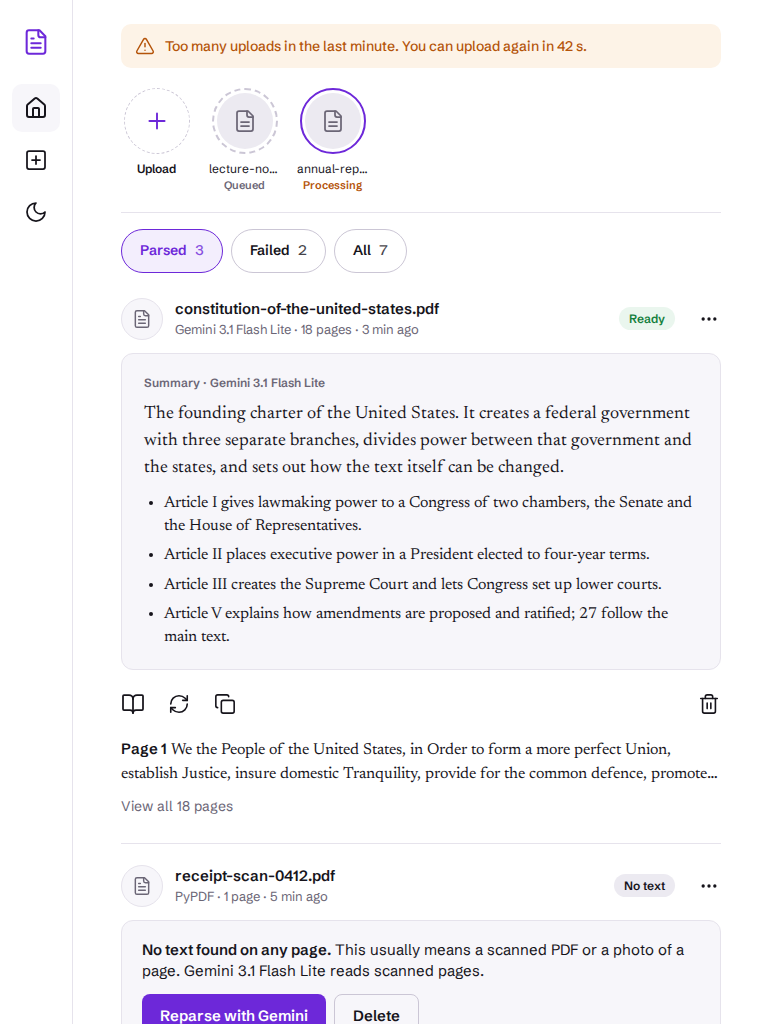 Too many uploads in the last minute. You can upload again in 42 s.
Upload
lecture-no...
Queued
annual-rep...
Processing
Parsed 3
Failed 2
All 7
constitution-of-the-united-states.pdf
Gemini 3.1 Flash Lite · 18 pages · 3 min ago
Ready
Summary · Gemini 3.1 Flash Lite
The founding charter of the United States. It creates a federal government
with three separate branches, divides power between that government and
the states, and sets out how the text itself can be changed.
• Article I gives lawmaking power to a Congress of two chambers, the Senate and
the House of Representatives.
• Article II places executive power in a President elected to four-year terms.
• Article III creates the Supreme Court and lets Congress set up lower courts.
• Article V explains how amendments are proposed and ratified; 27 follow the
main text.
Page 1 We the People of the United States, in Order to form a more perfect Union,
establish Justice, insure domestic Tranquility, provide for the common defence, promote...
View all 18 pages
receipt-scan-0412.pdf
PyPDF · 1 page · 5 min ago
No text
No text found on any page. This usually means a scanned PDF or a photo of a
page. Gemini 3.1 Flash Lite reads scanned pages.
Reparse with Gemini
Delete